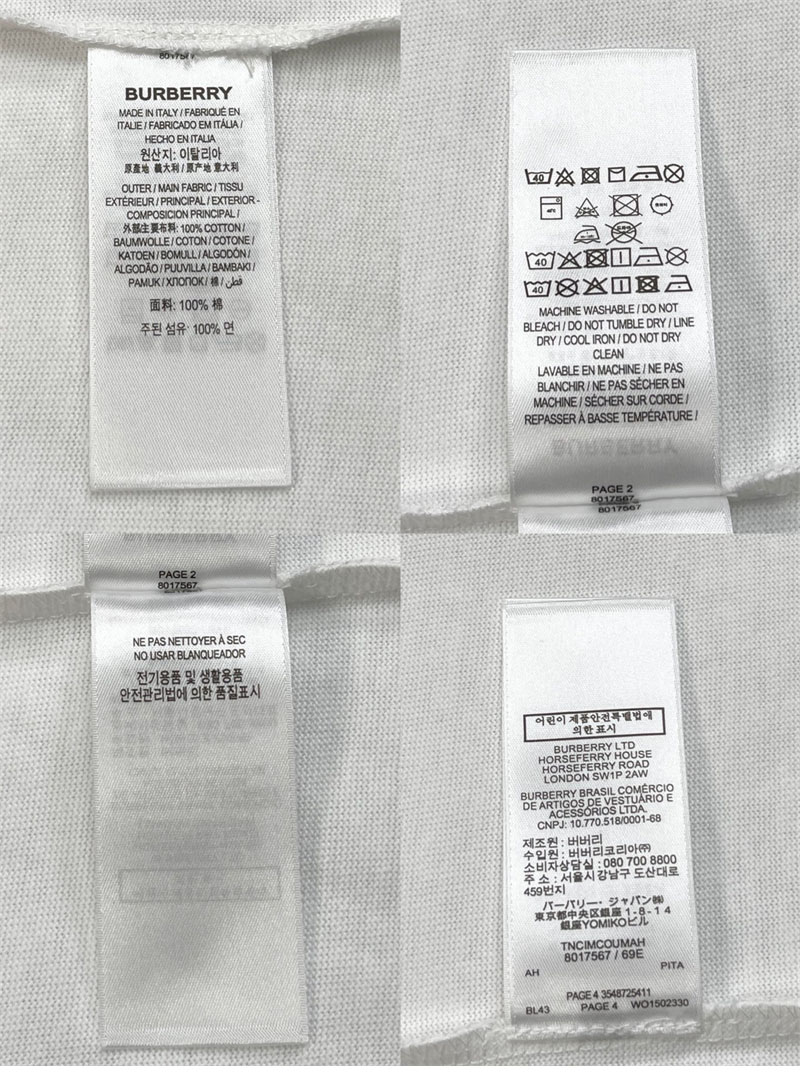 BURBERRY
MADE IN ITALY / FABRIQUÉ EN
ITALIE / FABRICADO EM ITÁLIA /
HECHO EN ITALIA
원산지: 이탈리아
原產地 義大利 / 原产地 意大利
OUTER / MAIN FABRIC / TISSU
EXTÉRIEUR / PRINCIPAL / EXTERIOR -
COMPOSICION PRINCIPAL /
外部主要布料: 100% COTTON /
BAUMWOLLE / COTON / COTONE /
KATOEN / BOMULL / ALGODÓN /
ALGODÃO / PUUVILLA / BAMBAKI /
PAMUK / ХЛОПОК / 棉 / قطن /
面料: 100% 棉
주된 섬유: 100% 면
40
40
40
MACHINE WASHABLE / DO NOT
BLEACH / DO NOT TUMBLE DRY / LINE
DRY / COOL IRON / DO NOT DRY
CLEAN
LAVABLE EN MACHINE / NE PAS
BLANCHIR / NE PAS SÉCHER EN
MACHINE / SÉCHER SUR CORDE /
REPASSER À BASSE TEMPÉRATURE /
PAGE 2
8017567
8017567
PAGE 2
8017567
NE PAS NETTOYER À SEC
NO USAR BLANQUEADOR
전기용품 및 생활용품
안전관리법에 의한 품질표시
어린이 제품안전특별법에
의한 표시
BURBERRY LTD
HORSEFERRY HOUSE
HORSEFERRY ROAD
LONDON SW1P 2AW
BURBERRY BRASIL COMÉRCIO
DE ARTIGOS DE VESTUÁRIO E
ACESSÓRIOS LTDA.
CNPJ: 10.770.518/0001-68
제조원 : 버버리
수입원 : 버버리코리아㈜
소비자상담실 : 080 700 8800
주 소 : 서울시 강남구 도산대로
459번지
バーバリー・ジャパン㈱
東京都中央区銀座1-8-14
銀座YOMIKOビル
TNCIMCOUMAH
8017567 / 69E
AH PITA
PAGE 4 3548725411
BL43 PAGE 4 WO1502330